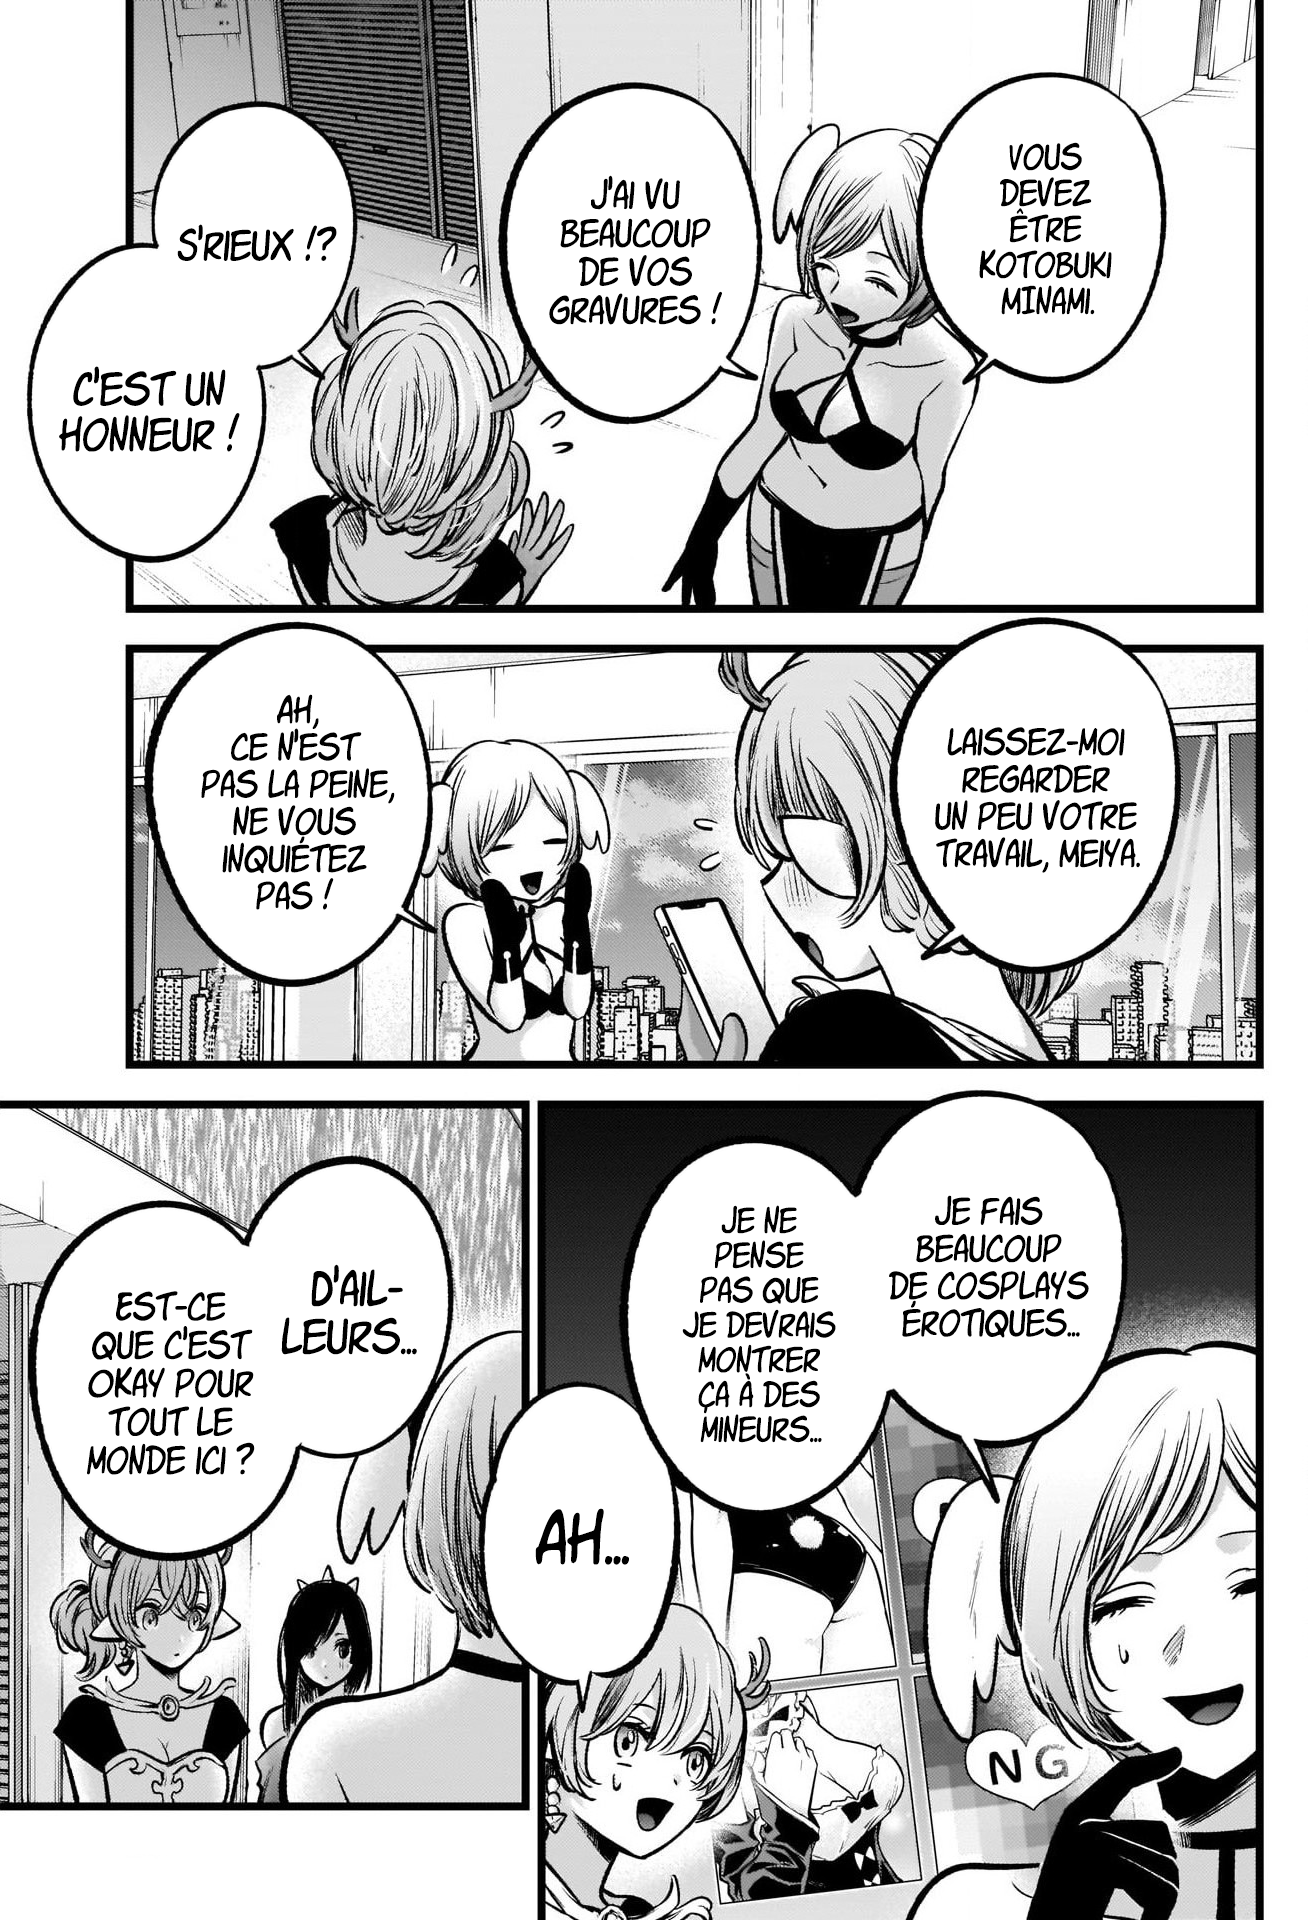 VOUS
DEVEZ
ÊTRE
KOTOBUKI
MINAMI.
J'AI VU
BEAUCOUP
DE VOS
GRAVURES !
S'RIEUX !?
C'EST UN
HONNEUR !
LAISSEZ-MOI
REGARDER
UN PEU VOTRE
TRAVAIL, MEIYA.
AH,
CE N'EST
PAS LA PEINE,
NE VOUS
INQUIÉTEZ
PAS !
JE FAIS
BEAUCOUP
DE COSPLAYS
ÉROTIQUES...
JE NE
PENSE
PAS QUE
JE DEVRAIS
MONTRER
ÇA À DES
MINEURS...
NG
AH...
D'AIL-
LEURS...
EST-CE
QUE C'EST
OKAY POUR
TOUT LE
MONDE ICI ?